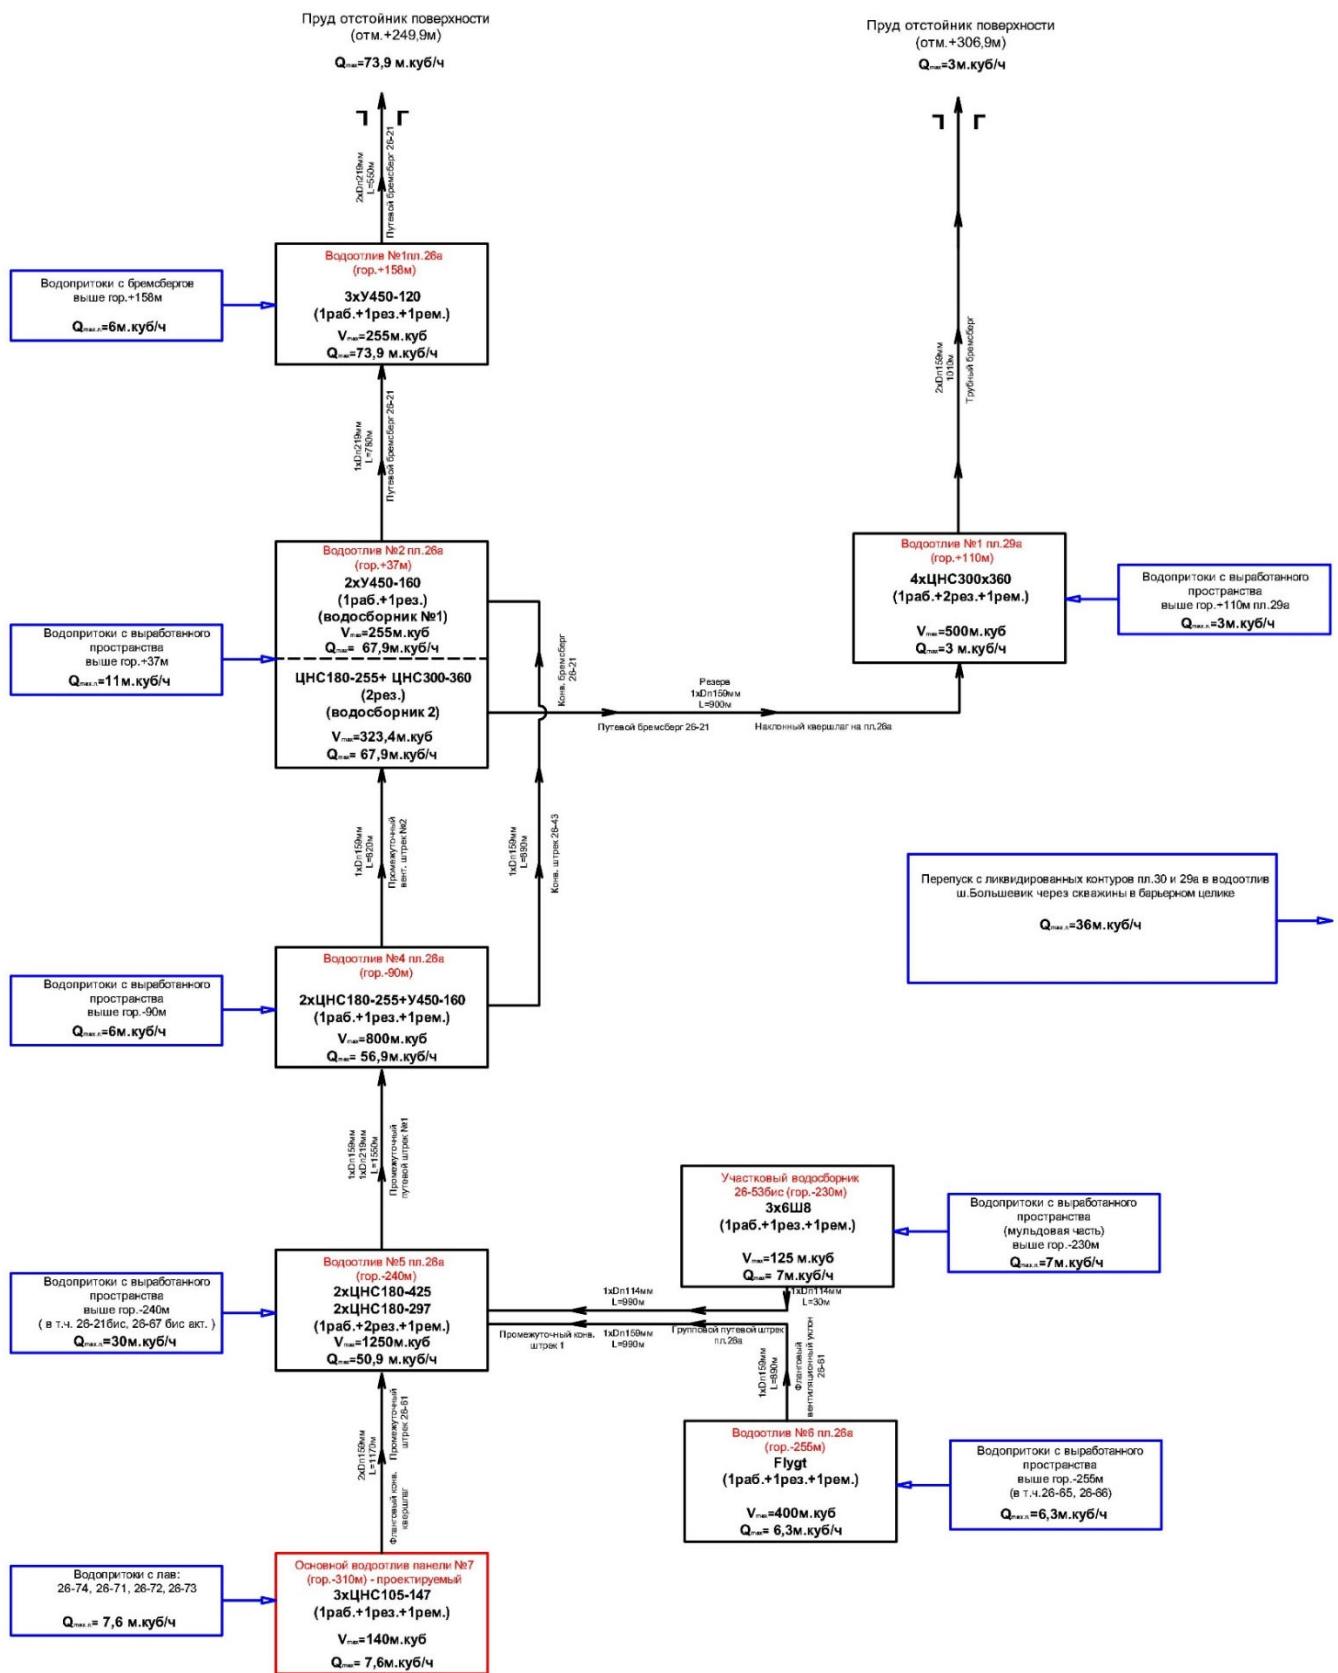 Пруд отстойник поверхности
(отм.+249,9м)
Qmax=73,9 м.куб/ч
Пруд отстойник поверхности
(отм.+306,9м)
Qmax=3м.куб/ч
2xDn219мм
L=550м
Путевой бремсберг 26-21
Водоотлив №1пл.26а
(гор.+158м)
3хУ450-120
(1раб.+1рез.+1рем.)
Vmax=255м.куб
Qmax=73,9 м.куб/ч
Водопритоки с бремсбергов
выше гор.+158м
Qmax.п.=6м.куб/ч
2xDn159мм
1010м
Трубный бремсберг
1xDn219мм
L=780м
Путевой бремсберг 26-21
Водоотлив №2 пл.26а
(гор.+37м)
2хУ450-160
(1раб.+1рез.)
(водосборник №1)
Vmax=255м.куб
Qmax= 67,9м.куб/ч
ЦНС180-255+ ЦНС300-360
(2рез.)
(водосборник 2)
Vmax=323,4м.куб
Qmax= 67,9м.куб/ч
Водопритоки с выработанного
пространства
выше гор.+37м
Qmax.п.=11м.куб/ч
Конв. бремсберг
26-21
Резерв
1xDn159мм
L=900м
Путевой бремсберг 26-21
Наклонный квершлаг на пл.26а
Водоотлив №1 пл.29а
(гор.+110м)
4хЦНС300х360
(1раб.+2рез.+1рем.)
Vmax=500м.куб
Qmax=3 м.куб/ч
Водопритоки с выработанного
пространства
выше гор.+110м пл.29а
Qmax.п.=3м.куб/ч
1xDn159мм
L=820м
Промежуточный
вент. штрек №2
1xDn159мм
L=890м
Конв. штрек 26-43
Перепуск с ликвидированных контуров пл.30 и 29а в водоотлив
ш.Большевик через скважины в барьерном целике
Qmax.п.=36м.куб/ч
Водоотлив №4 пл.26а
(гор.-90м)
2хЦНС180-255+У450-160
(1раб.+1рез.+1рем.)
Vmax=800м.куб
Qmax= 56,9м.куб/ч
Водопритоки с выработанного
пространства
выше гор.-90м
Qmax.п.=6м.куб/ч
1xDn159мм
1xDn219мм
L=1550м
Промежуточный
путевой штрек №1
Участковый водосборник
26-53бис (гор.-230м)
3х6Ш8
(1раб.+1рез.+1рем.)
Vmax=125 м.куб
Qmax= 7м.куб/ч
Водопритоки с выработанного
пространства
(мульдовая часть)
выше гор.-230м
Qmax.п.=7м.куб/ч
Водоотлив №5 пл.26а
(гор.-240м)
2хЦНС180-425
2хЦНС180-297
(1раб.+2рез.+1рем.)
Vmax=1250м.куб
Qmax=50,9 м.куб/ч
Водопритоки с выработанного
пространства
выше гор.-240м
( в т.ч. 26-21бис, 26-67 бис акт. )
Qmax.п.=30м.куб/ч
1xDn114мм
L=990м
1xDn114мм
L=30м
Промежуточный конв.
штрек 1
1xDn159мм
L=990м
Групповой путевой штрек
пл.26а
1xDn159мм
L=890м
Фланговый
вентиляционный уклон
26-61
2xDn159мм
L=1170м
Фланговый конв.
квершлаг
Промежуточный
штрек 26-61
Водоотлив №6 пл.26а
(гор.-255м)
Flygt
(1раб.+1рез.+1рем.)
Vmax=400м.куб
Qmax= 6,3м.куб/ч
Водопритоки с выработанного
пространства
выше гор.-255м
(в т.ч.26-65, 26-66)
Qmax.п.=6,3м.куб/ч
Основной водоотлив панели №7
(гор.-310м) - проектируемый
3хЦНС105-147
(1раб.+1рез.+1рем.)
Vmax=140м.куб
Qmax= 7,6м.куб/ч
Водопритоки с лав:
26-74, 26-71, 26-72, 26-73
Qmax.п.= 7,6 м.куб/ч